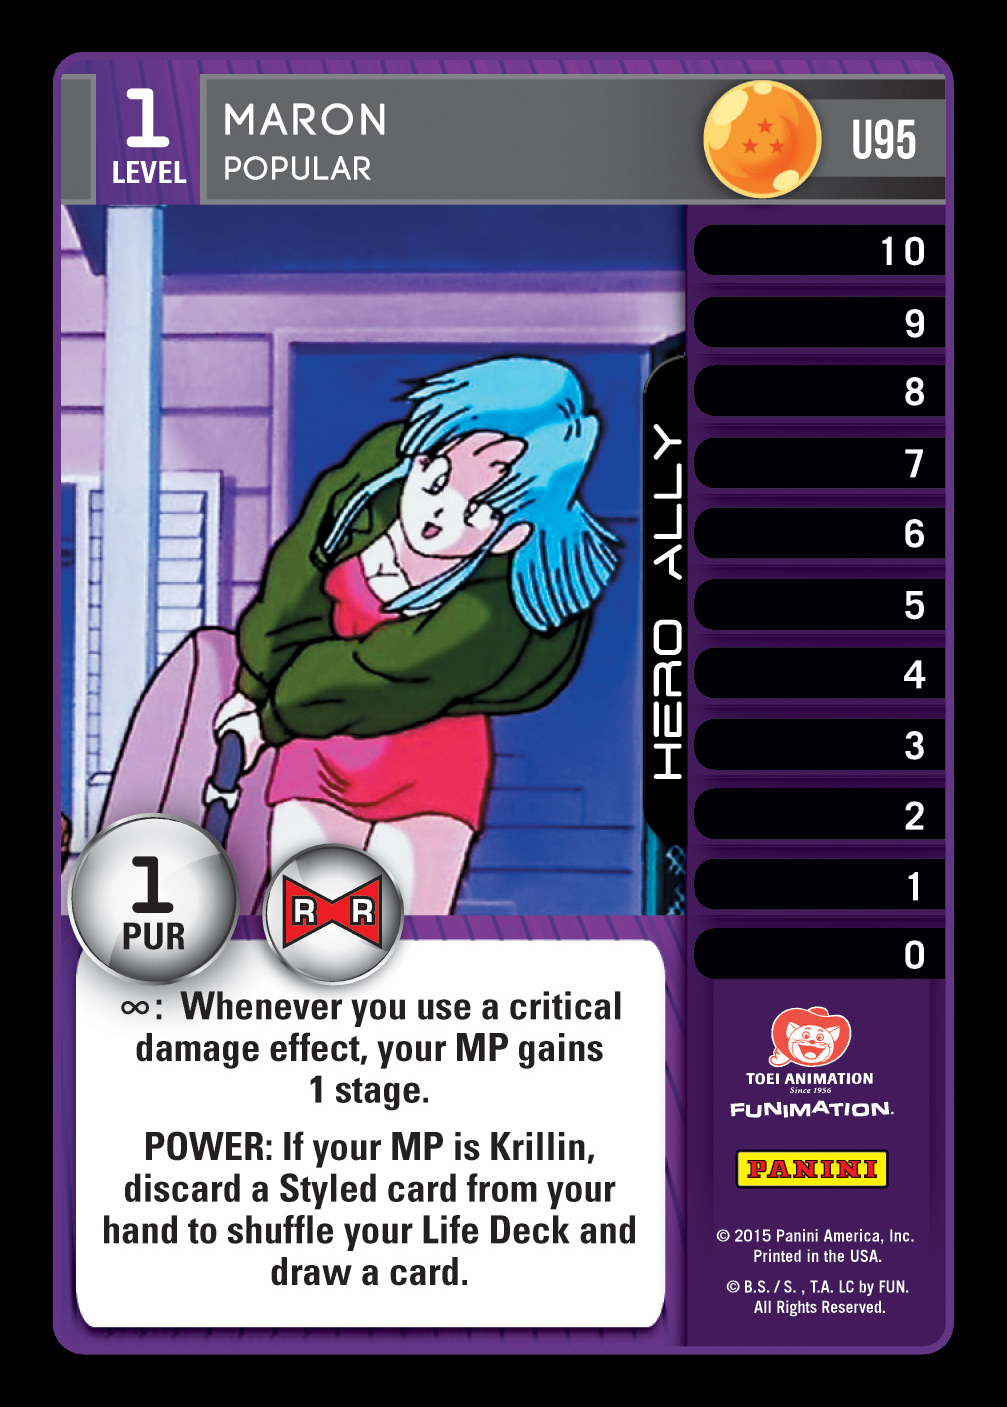 1
LEVEL
MARON
POPULAR
U95
10
9
8
7
6
5
4
3
2
1
0
HERO ALLY
1
PUR
R R
∞: Whenever you use a critical
damage effect, your MP gains
1 stage.
POWER: If your MP is Krillin,
discard a Styled card from your
hand to shuffle your Life Deck and
draw a card.
TOEI ANIMATION
Since 1956
FUNIMATION.
PANINI
© 2015 Panini America, Inc.
Printed in the USA.
© B.S. / S. , T.A. LC by FUN.
All Rights Reserved.